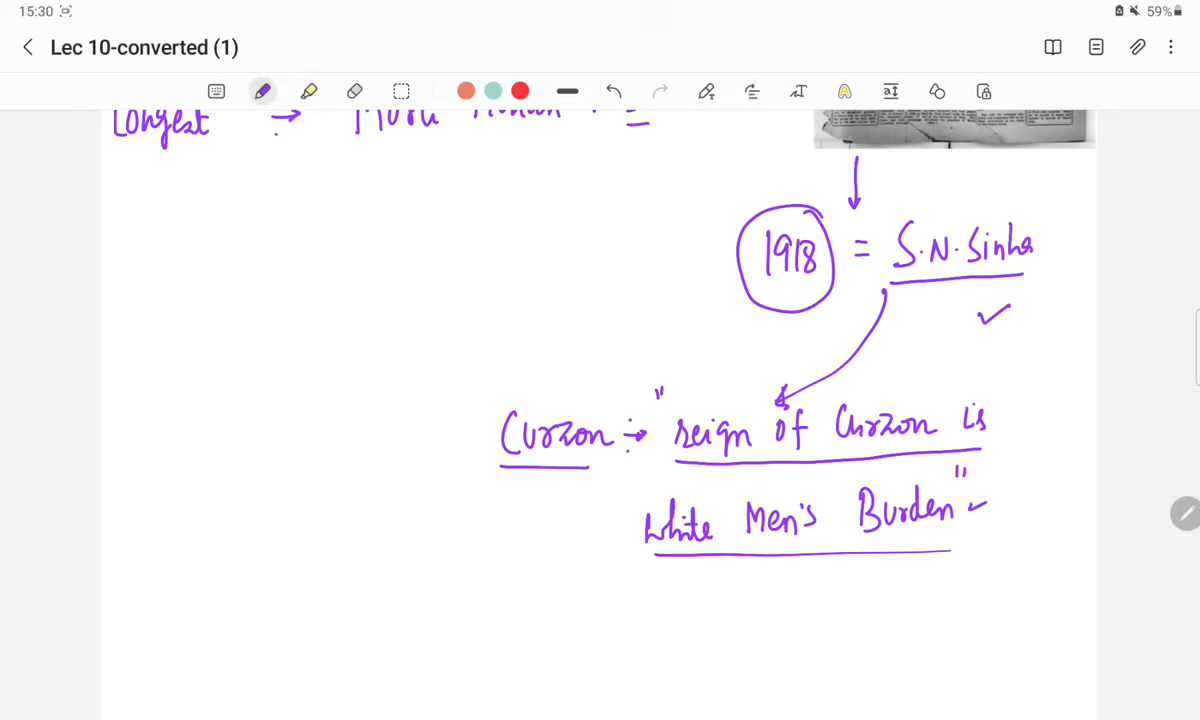 15:30 59%
Lec 10-converted (1)
Longest →
1918 = S.N.Sinha
Curzon :→ "reign of Curzon is
White Men's Burden"